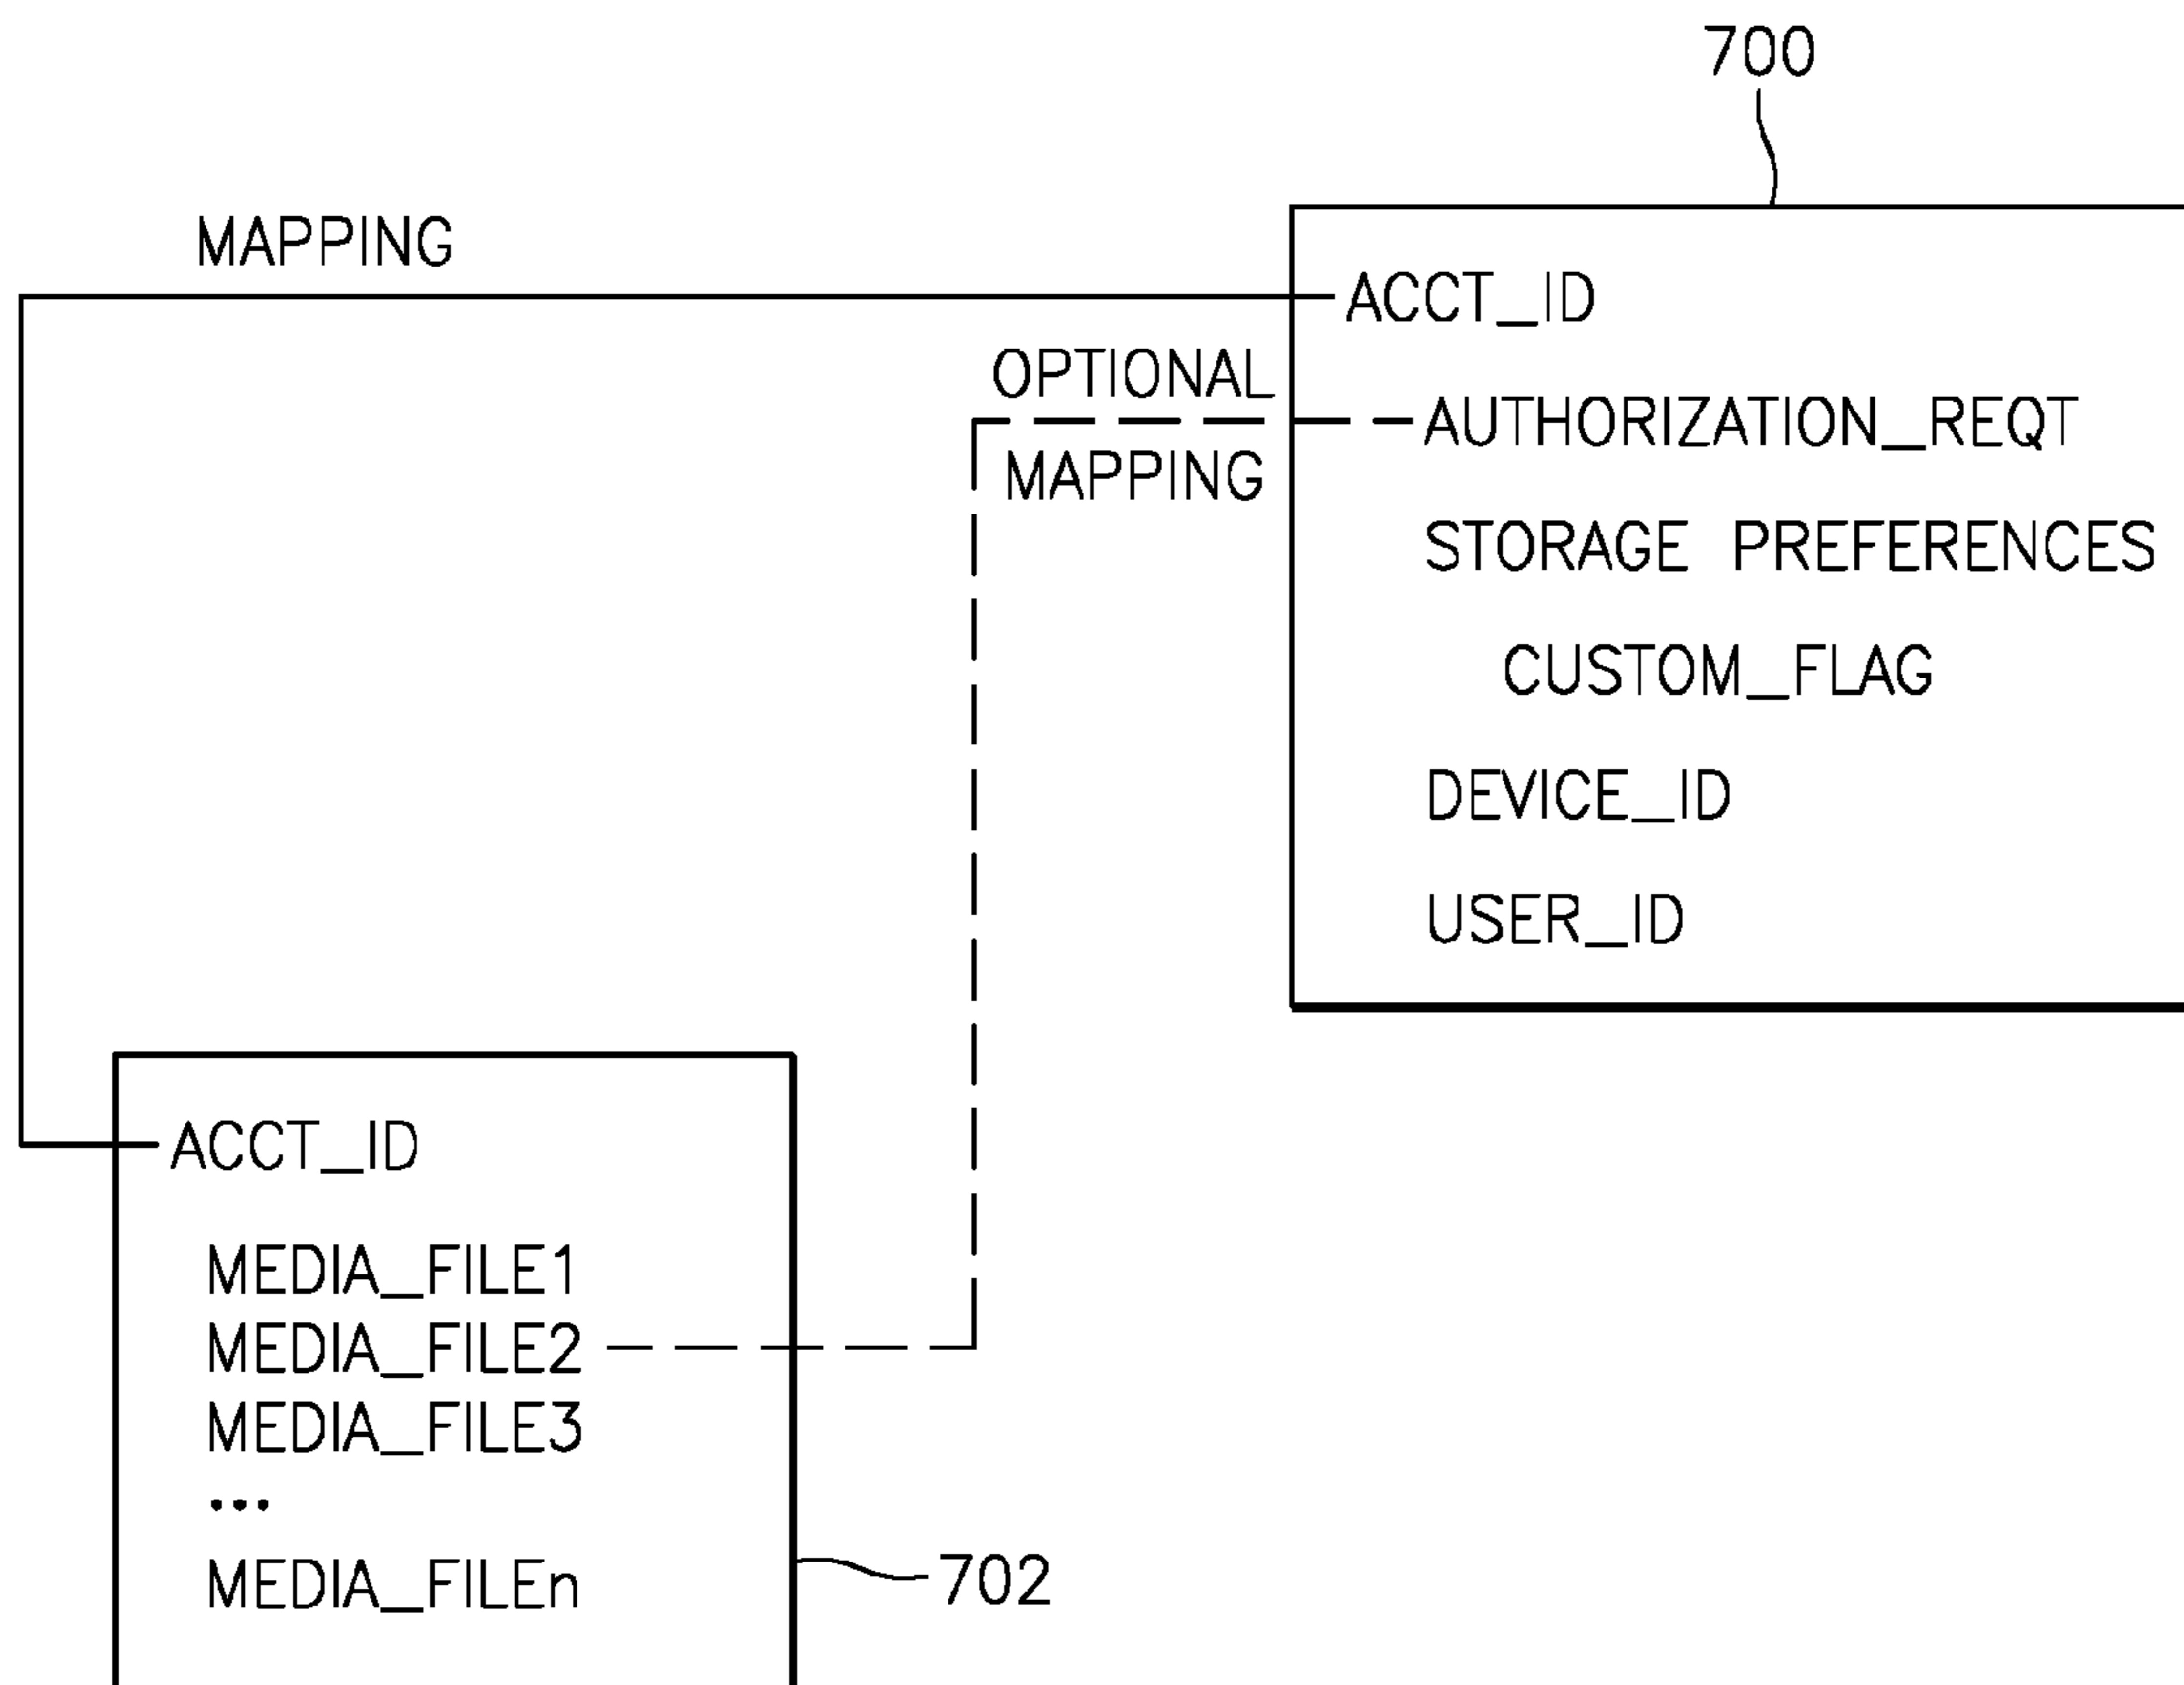 700
MAPPING
ACCT_ID
OPTIONAL
MAPPING
AUTHORIZATION_REQT
STORAGE PREFERENCES
CUSTOM_FLAG
DEVICE_ID
USER_ID
ACCT_ID
MEDIA_FILE1
MEDIA_FILE2
MEDIA_FILE3
...
MEDIA_FILEn
702